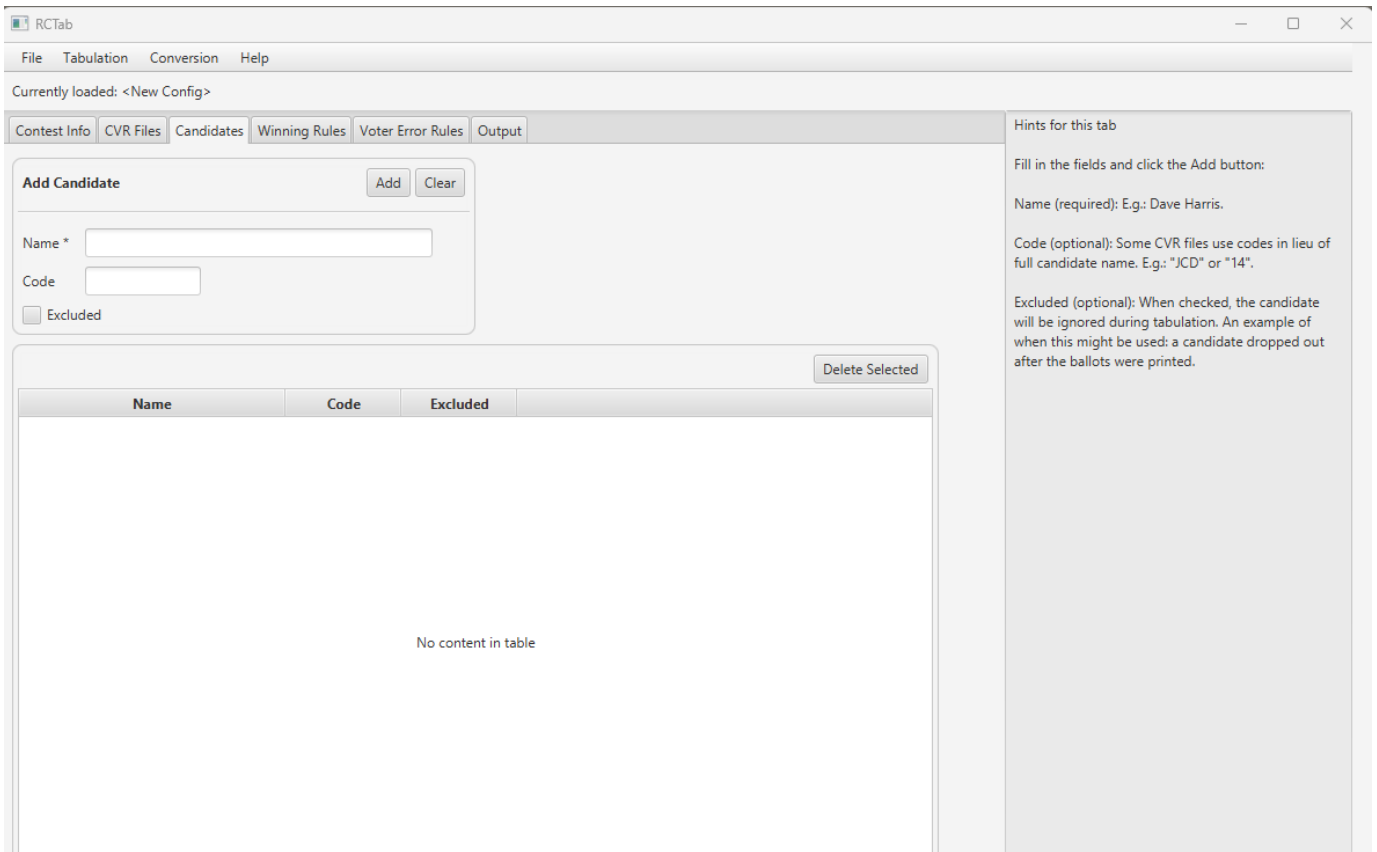 RCTab
File Tabulation Conversion Help
Currently loaded: <New Config>
Contest Info CVR Files Candidates Winning Rules Voter Error Rules Output
Add Candidate Add Clear
Name *
Code
Excluded
Delete Selected
Name Code Excluded
No content in table
Hints for this tab
Fill in the fields and click the Add button:
Name (required): E.g.: Dave Harris.
Code (optional): Some CVR files use codes in lieu of
full candidate name. E.g.: "JCD" or "14".
Excluded (optional): When checked, the candidate
will be ignored during tabulation. An example of
when this might be used: a candidate dropped out
after the ballots were printed.